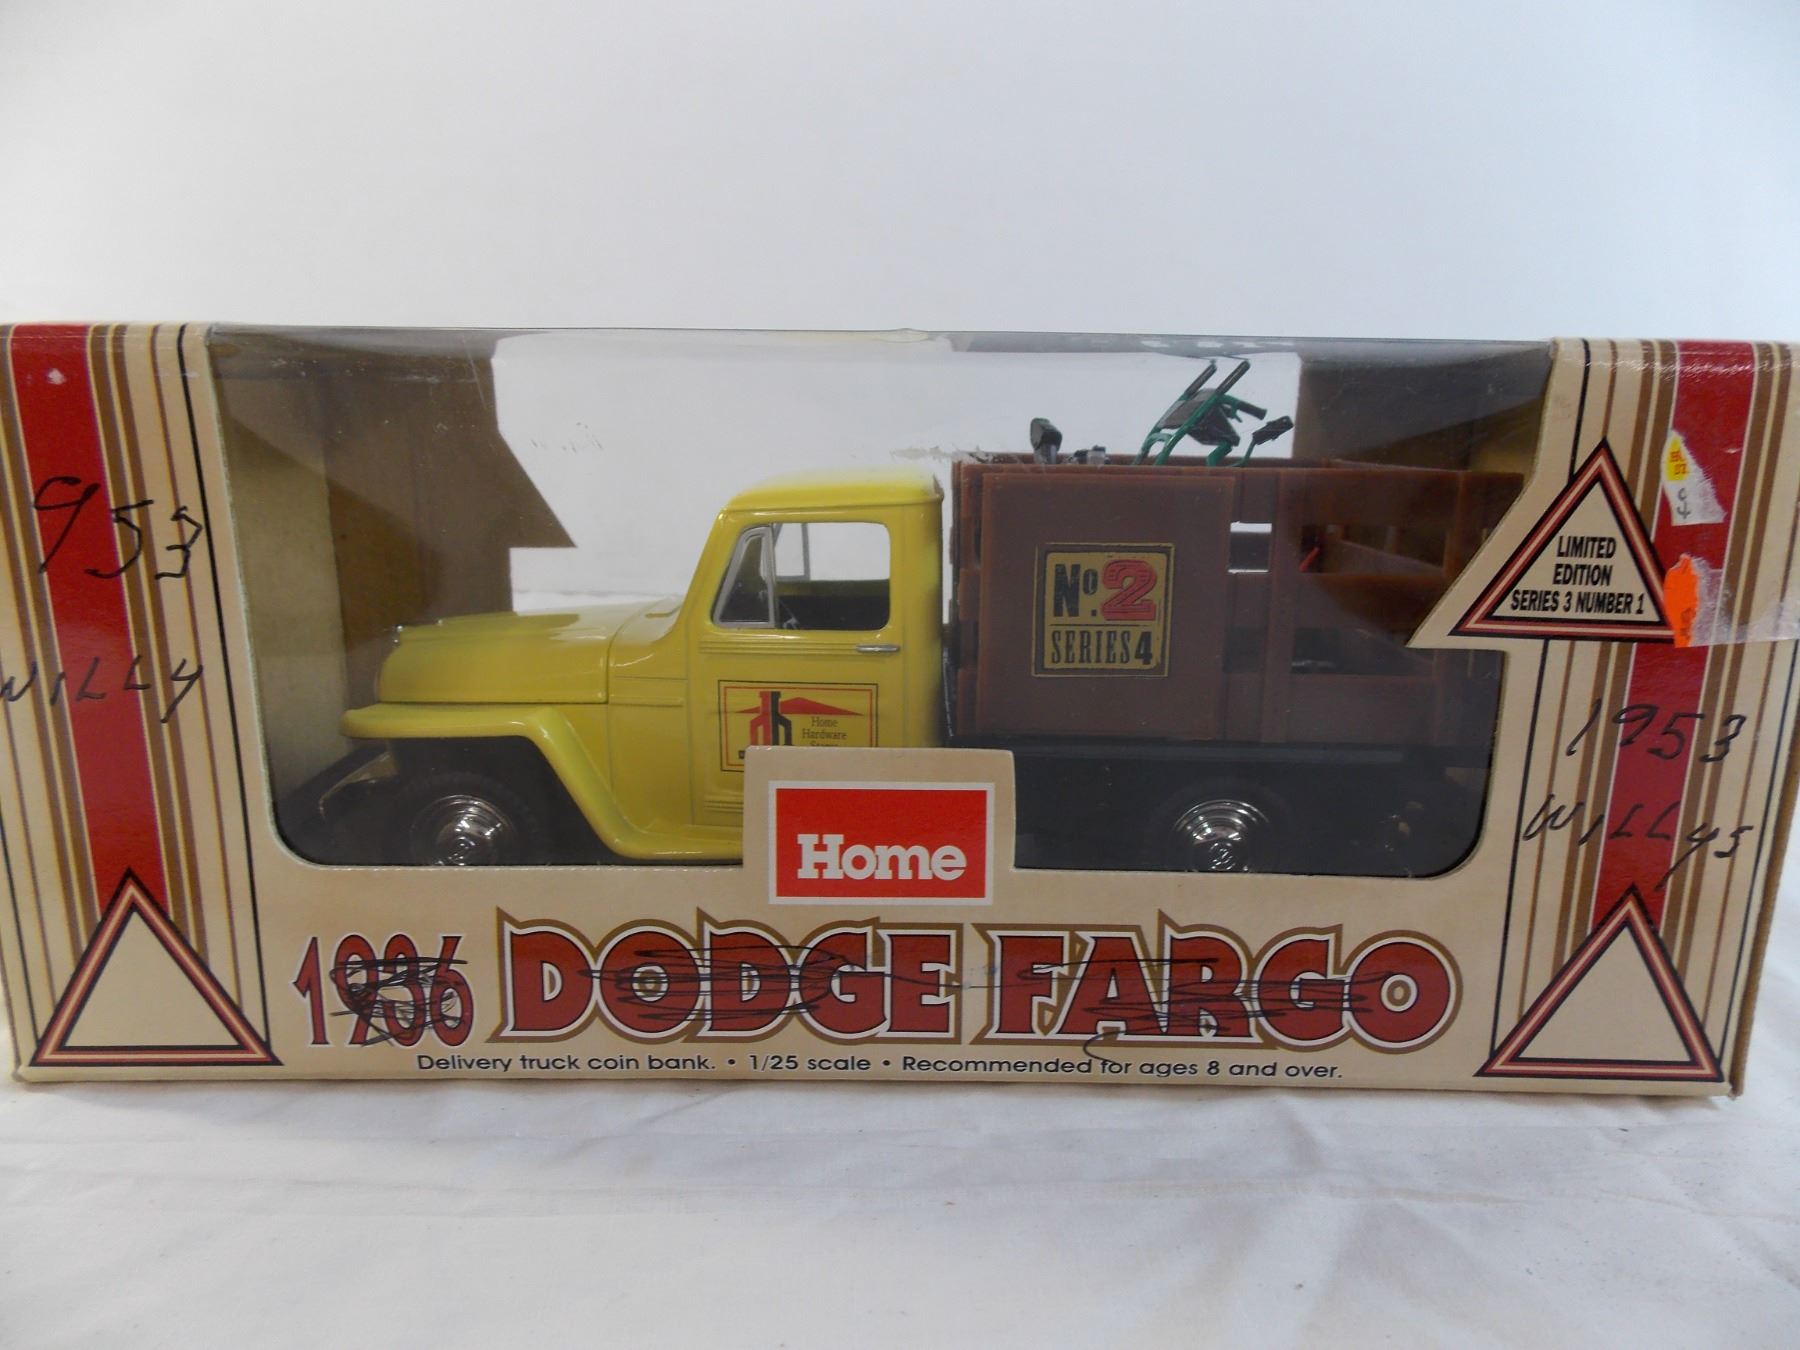 953
WILLY
No. 2
SERIES 4
Home
Hardware
LIMITED
EDITION
SERIES 3 NUMBER 1
1953
WILLYS
Home
1936 DODGE FARGO
Delivery truck coin bank. • 1/25 scale • Recommended for ages 8 and over.